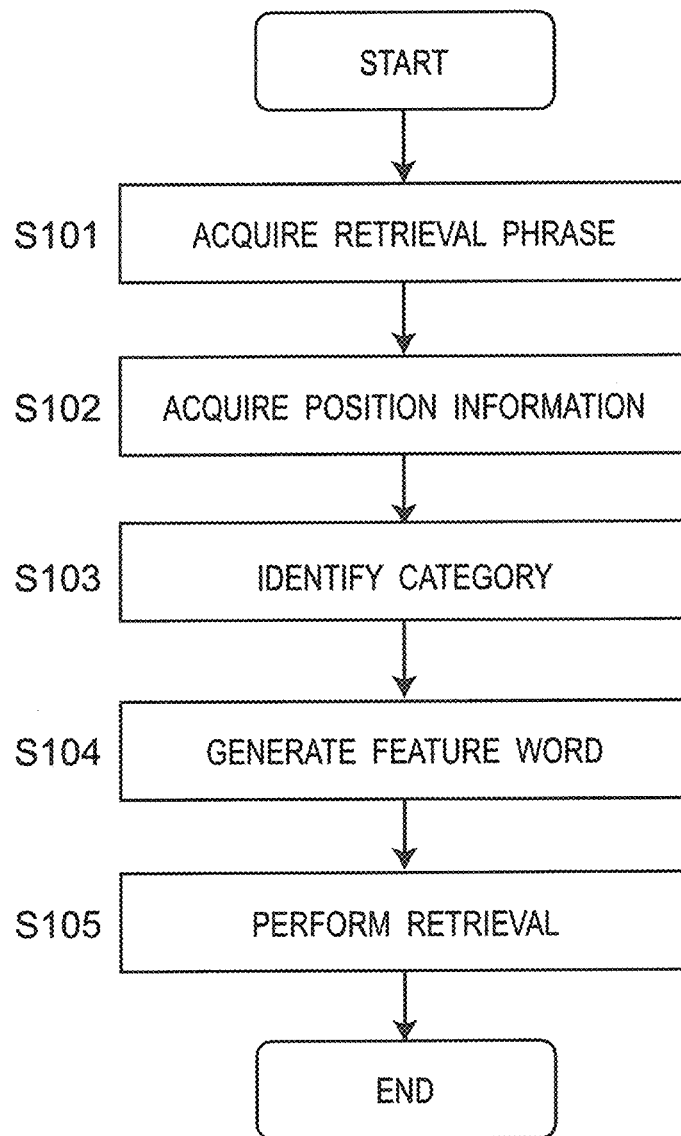 START
S101 ACQUIRE RETRIEVAL PHRASE
S102 ACQUIRE POSITION INFORMATION
S103 IDENTIFY CATEGORY
S104 GENERATE FEATURE WORD
S105 PERFORM RETRIEVAL
END